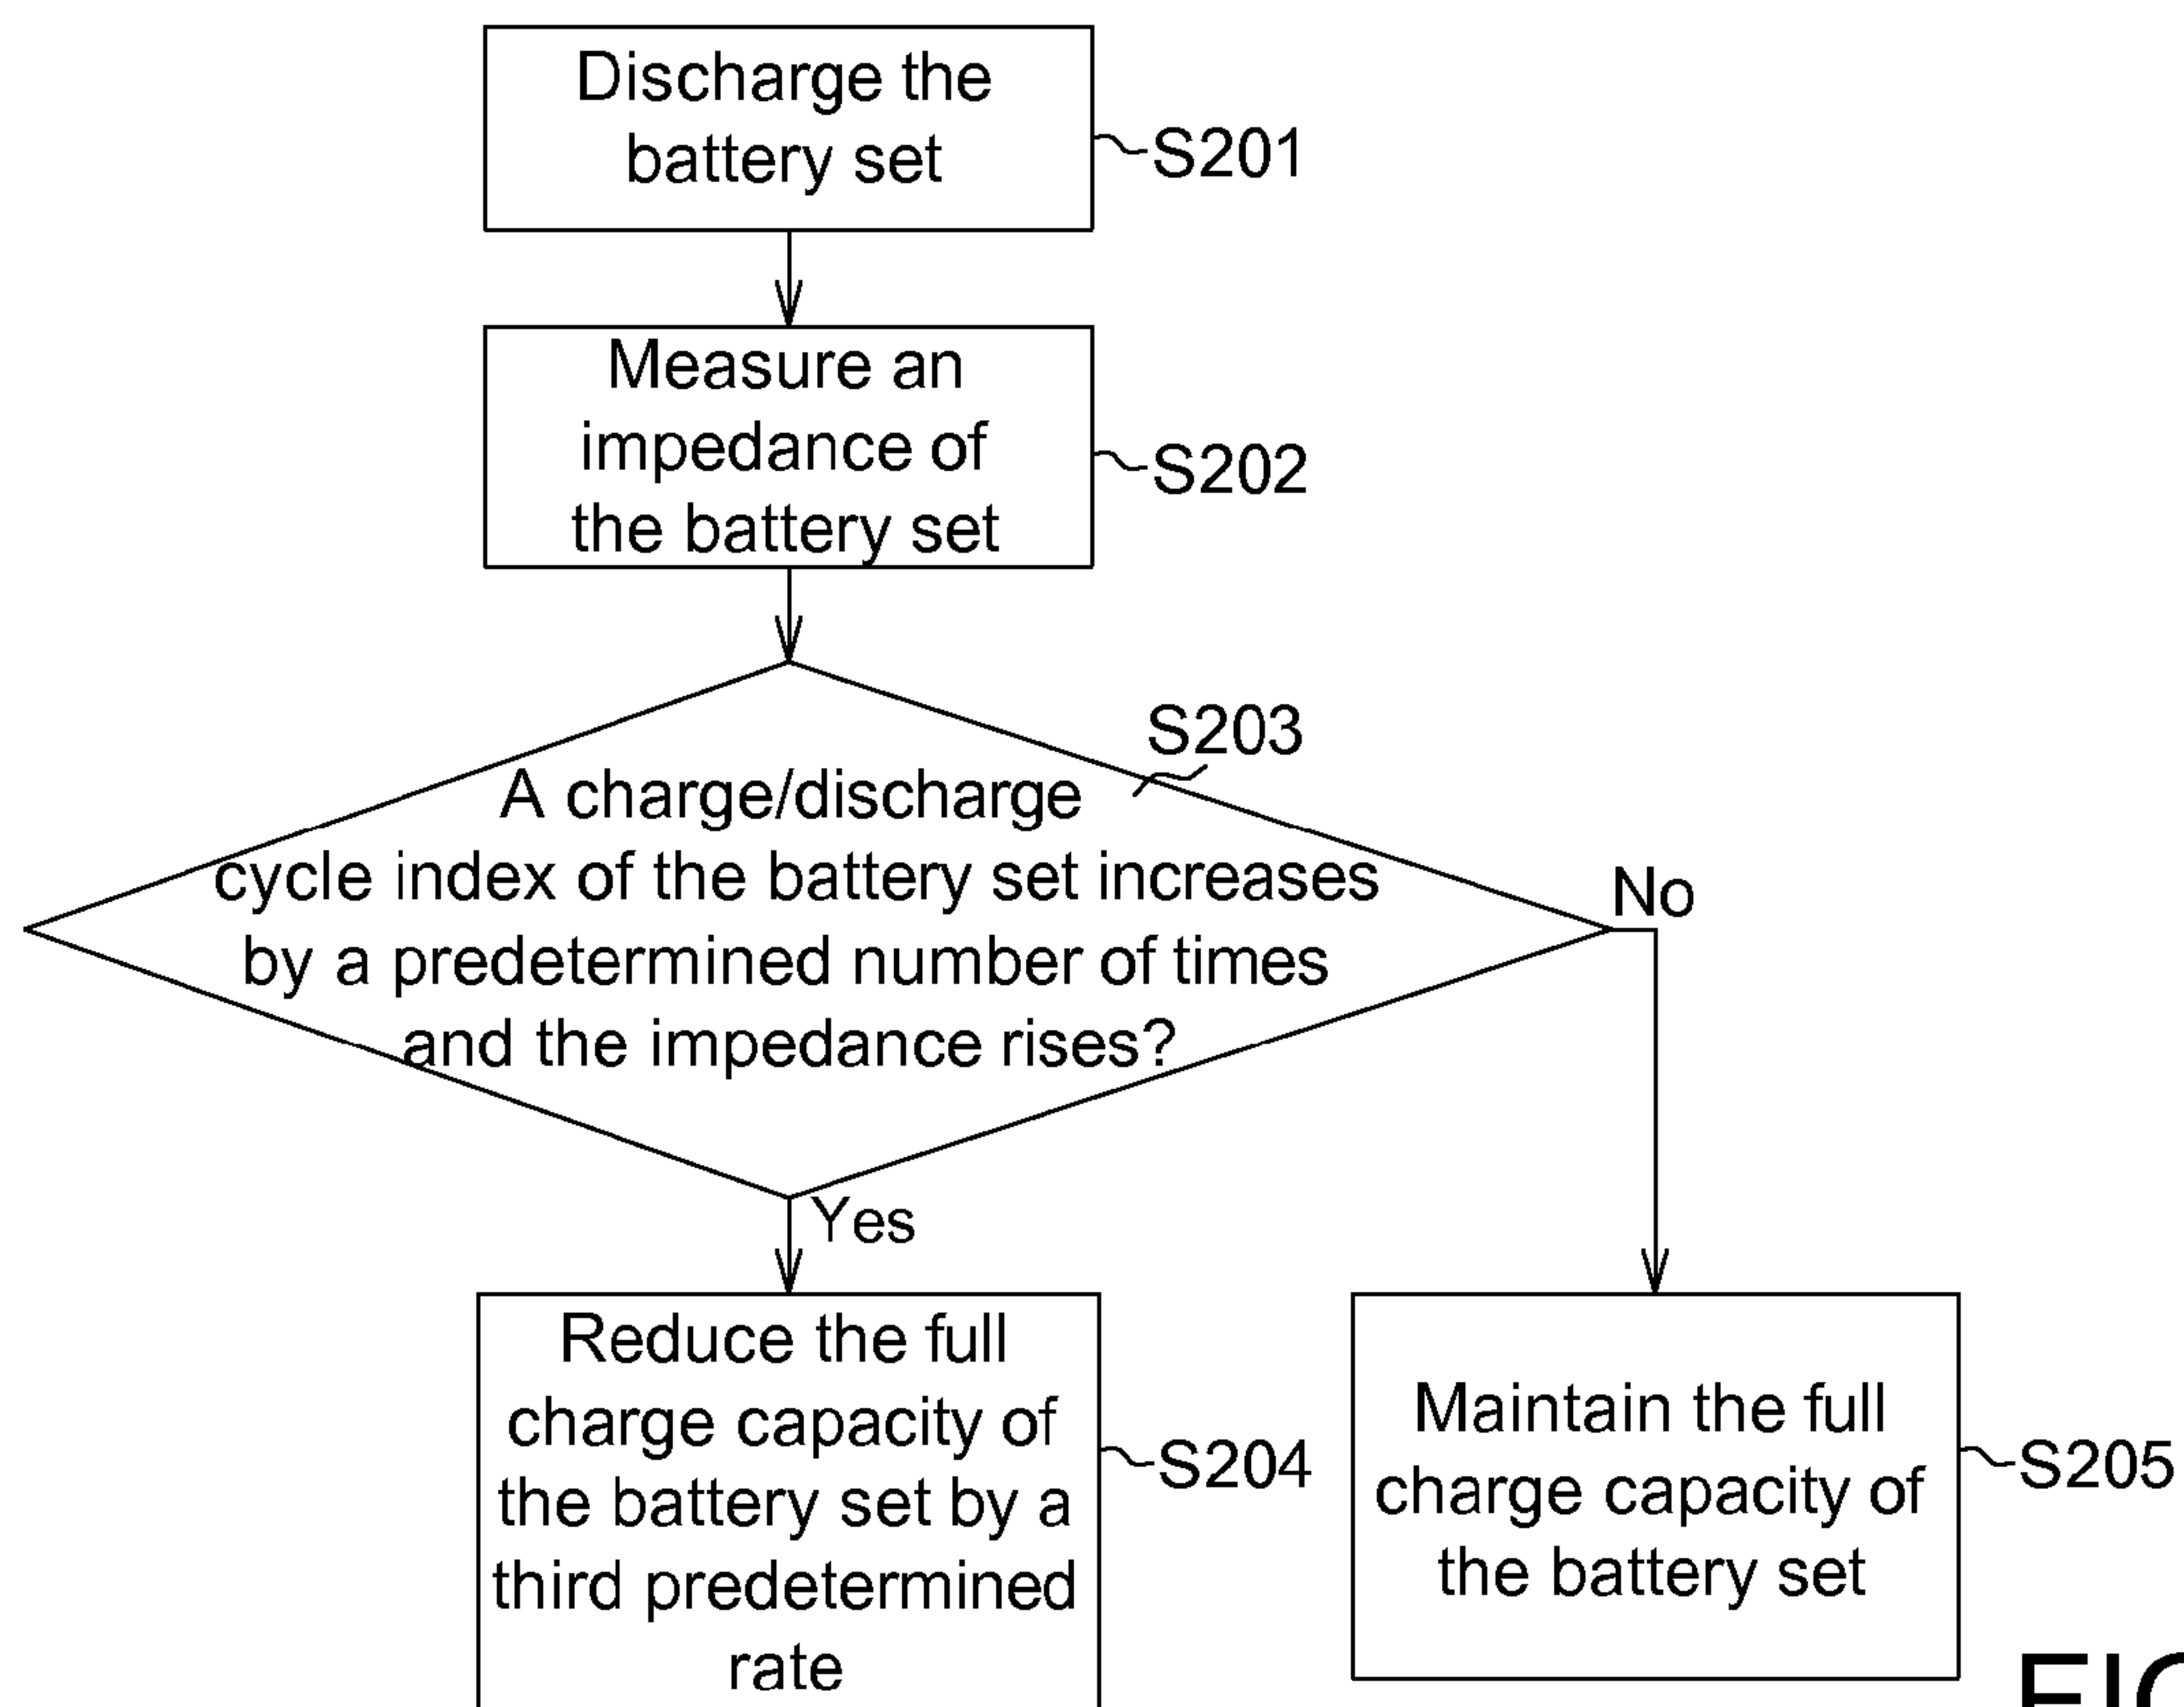 Discharge the
battery set
S201
Measure an
impedance of
the battery set
S202
S203
A charge/discharge
cycle index of the battery set increases
by a predetermined number of times
and the impedance rises?
No
Yes
Reduce the full
charge capacity of
the battery set by a
third predetermined
rate
S204
Maintain the full
charge capacity of
the battery set
S205